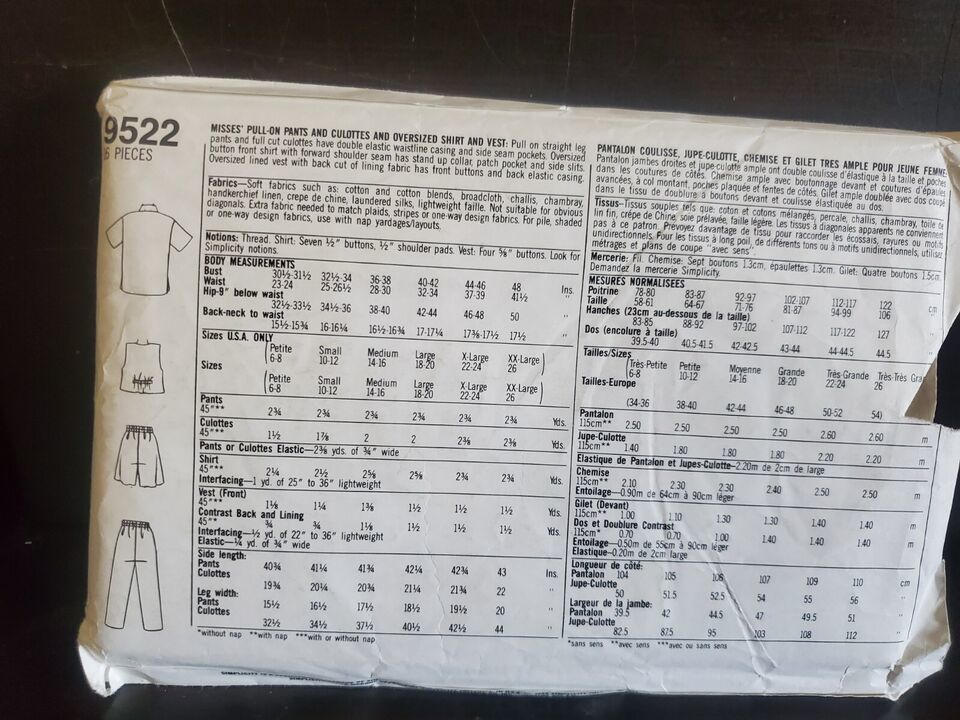 9522
6 PIECES
MISSES' PULL-ON PANTS AND CULOTTES AND OVERSIZED SHIRT AND VEST: Pull on straight leg
pants and full cut culottes have double elastic waistline casing and side seam pockets. Oversized
button front shirt with forward shoulder seam has stand up collar, patch pocket and side slits.
Oversized lined vest with back cut of lining fabric has front buttons and back elastic casing.
Fabrics—Soft fabrics such as: cotton and cotton blends, broadcloth, challis, chambray,
handkerchief linen, crepe de chine, laundered silks, lightweight faille. Not suitable for obvious
diagonals. Extra fabric needed to match plaids, stripes or one-way design fabrics. For pile, shaded
or one-way design fabrics, use with nap yardages/layouts.
Notions: Thread. Shirt: Seven ½" buttons, ½" shoulder pads. Vest: Four ⅝" buttons. Look for
Simplicity notions.
BODY MEASUREMENTS
Bust 30½-31½ 32½-34 36-38 40-42 44-46 48 Ins.
Waist 23-24 25-26½ 28-30 32-34 37-39 41½ "
Hip-9" below waist
32½-33½ 34½-36 38-40 42-44 46-48 50 "
Back-neck to waist
15½-15¾ 16-16¼ 16½-16¾ 17-17¼ 17⅜-17½ 17½ "
Sizes U.S.A. ONLY
(Petite Small Medium Large X-Large XX-Large)
6-8 10-12 14-16 18-20 22-24 26
Sizes
(Petite Small Medium Large X-Large XX-Large)
6-8 10-12 14-16 18-20 22-24 26
Pants
45"** 2¾ 2¾ 2¾ 2¾ 2¾ 2¾ Yds.
Culottes
45"** 1½ 1⅞ 2 2 2⅜ 2⅜ Yds.
Pants or Culottes Elastic—2⅜ yds. of ¾" wide
Shirt
45"** 2¼ 2½ 2⅝ 2⅝ 2¾ 2¾ Yds.
Interfacing—1 yd. of 25" to 36" lightweight
Vest (Front)
45"*** 1⅛ 1¼ 1⅜ 1½ 1½ 1½ Yds.
Contrast Back and Lining
45"** ¾ ¾ 1⅛ 1½ 1½ 1½ Yds.
Interfacing—½ yd. of 22" to 36" lightweight
Elastic—¼ yd. of ¾" wide
Side length:
Pants 40¾ 41¼ 41¾ 42¼ 42¾ 43 Ins.
Culottes
19¾ 20¼ 20¾ 21¼ 21¾ 22 "
Leg width:
Pants 15½ 16½ 17½ 18½ 19½ 20 "
Culottes
32½ 34½ 37½ 40½ 42½ 44 "
*without nap **with nap ***with or without nap
PANTALON COULISSE, JUPE-CULOTTE, CHEMISE ET GILET TRES AMPLE POUR JEUNE FEMME
Pantalon jambes droites et jupe-culotte ample ont double coulisse d'élastique à la taille et poches
dans les coutures de côtés. Chemise ample avec boutonnage devant et coutures d'épaules
avancées, à col montant, poches plaquée et fentes de côtés. Gilet ample doublée avec dos coupé
dans le tissu de doublure à boutons devant et coulisse élastiquée au dos.
Tissus—Tissus souples tels que: coton et cotons mélangés, percale, challis, chambray, toile de
lin fin, crêpe de Chine, soie prélavée, faille légère. Les tissus à diagonales apparents ne conviennent
pas à ce patron. Prévoyez davantage de tissu pour raccorder les écossais, rayures ou motifs
unidirectionnels. Pour les tissus à long poil, de différents tons ou à motifs unidirectionnels, utilisez
métrages et plans de coupe "avec sens".
Mercerie: Fil. Chemise: Sept boutons 1.3cm, épaulettes 1.3cm. Gilet: Quatre boutons 1.5cm.
Demandez la mercerie Simplicity.
MESURES NORMALISEES
Poitrine 78-80 83-87 92-97 102-107 112-117 122 cm
Taille 58-61 64-67 71-76 81-87 94-99 106 "
Hanches (23cm au-dessous de la taille)
83-85 88-92 97-102 107-112 117-122 127 "
Dos (encolure à taille)
39.5-40 40.5-41.5 42-42.5 43-44 44-44.5 44.5 "
Tailles/Sizes
(Très-Petite Petite Moyenne Grande Très-Grande Très-Très Gra
6-8 10-12 14-16 18-20 22-24 26
Tailles-Europe
(34-36 38-40 42-44 46-48 50-52 54)
Pantalon
115cm** 2.50 2.50 2.50 2.50 2.60 2.60 m
Jupe-Culotte
115cm** 1.40 1.80 1.80 1.80 2.20 2.20 m
Elastique de Pantalon et Jupes-Culotte—2.20m de 2cm de large
Chemise
115cm** 2.10 2.30 2.30 2.40 2.50 2.50 m
Entoilage—0.90m de 64cm à 90cm léger
Gilet (Devant)
115cm** 1.00 1.10 1.30 1.30 1.40 1.40 m
Dos et Doublure Contrast
115cm* 0.70 0.70 1.00 1.40 1.40 1.40 m
Entoilage—0.50m de 55cm à 90cm léger
Elastique—0.20m de 2cm large
Longueur de côté:
Pantalon 104 105 106 107 109 110 cm
Jupe-Culotte
50 51.5 52.5 54 55 56 "
Largeur de la jambe:
Pantalon 39.5 42 44.5 47 49.5 51 "
Jupe-Culotte
82.5 87.5 95 103 108 112 "
*sans sens **avec sens ***avec ou sans sens